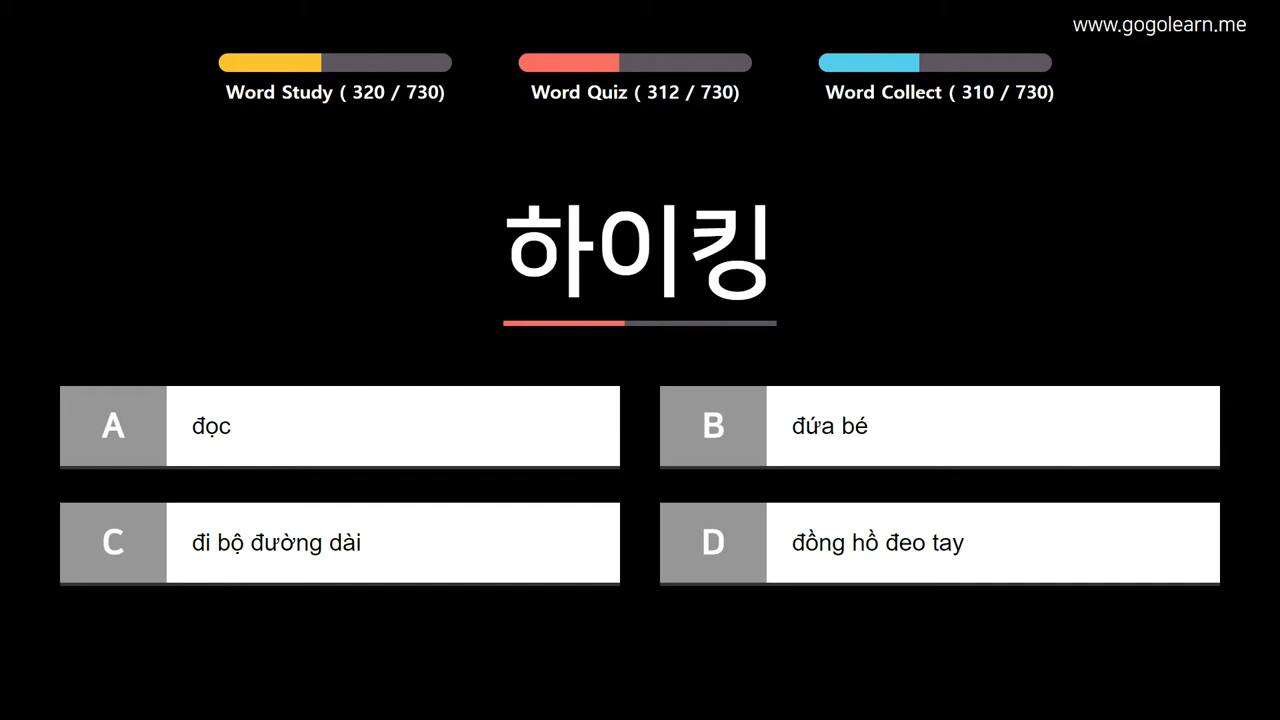 www.gogolearn.me
Word Study ( 320 / 730)
Word Quiz ( 312 / 730)
Word Collect ( 310 / 730)
하이킹
A đọc
B đứa bé
C đi bộ đường dài
D đồng hồ đeo tay